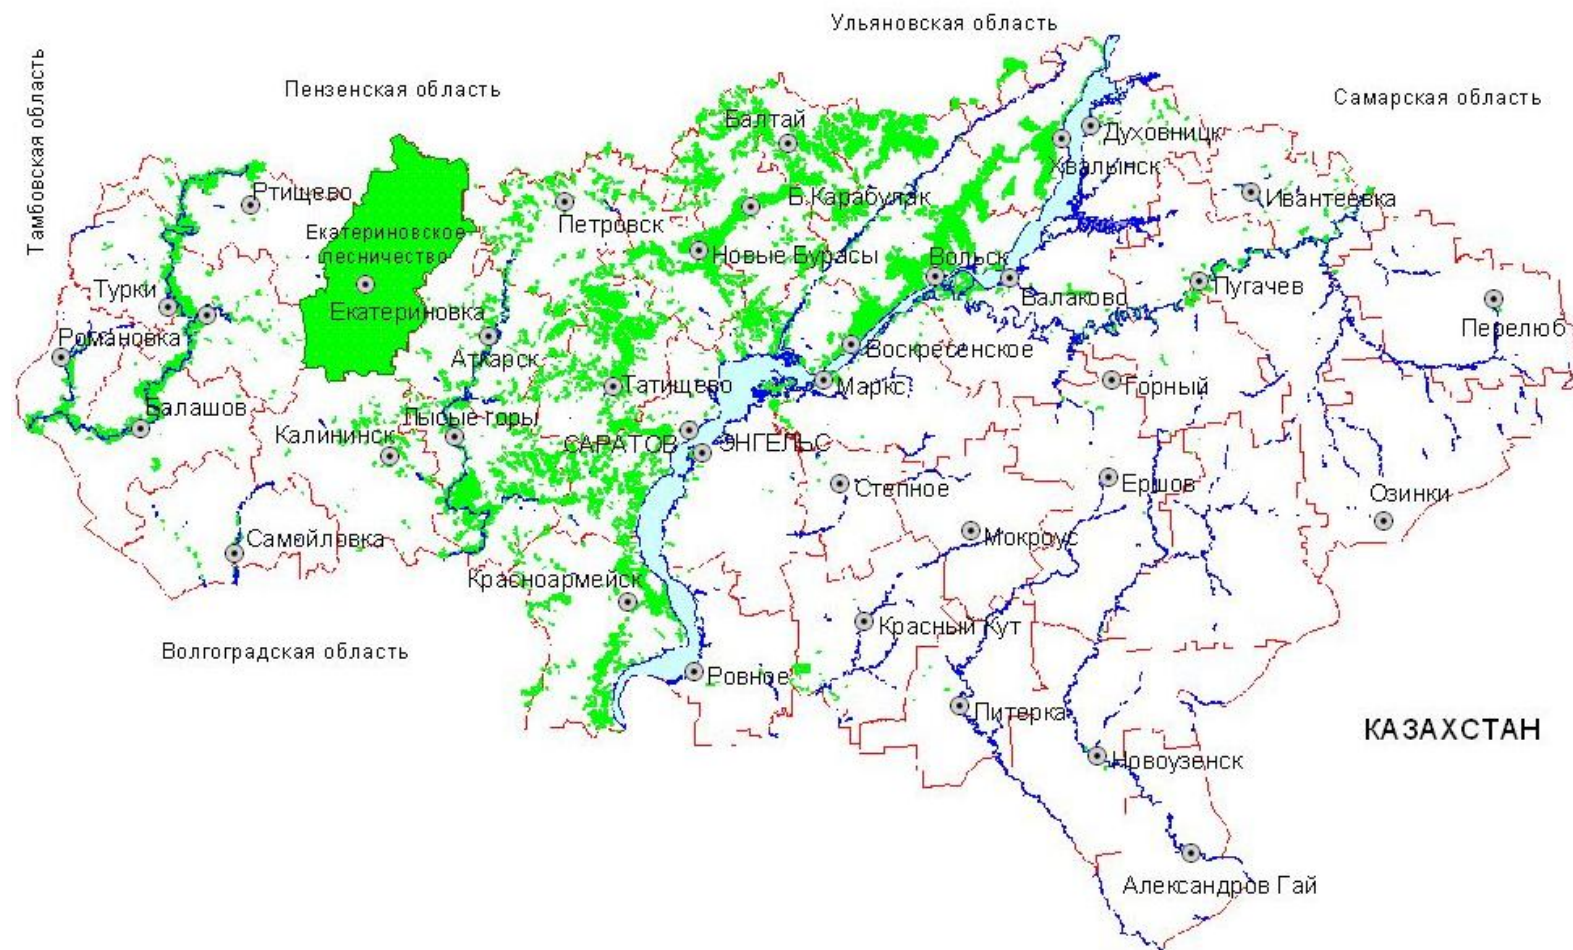 Ульяновская область
Пензенская область
Самарская область
Тамбовская область
Балтай
Духовницк
Хвалынск
Ртищево
Петровск
Б.Карабулак
Ивантеевка
Екатериновское
лесничество
Новые Бурасы
Вольск
Балаково
Пугачев
Турки
Екатериновка
Перелюб
Романовка
Аткарск
Воскресенское
Татищево
Маркс
Горный
Балашов
Лысые горы
Калининск
САРАТОВ
ЭНГЕЛЬС
Степное
Ершов
Озинки
Самойловка
Мокроус
Красноармейск
Красный Кут
Волгоградская область
Ровное
Питерка
КАЗАХСТАН
Новоузенск
Александров Гай